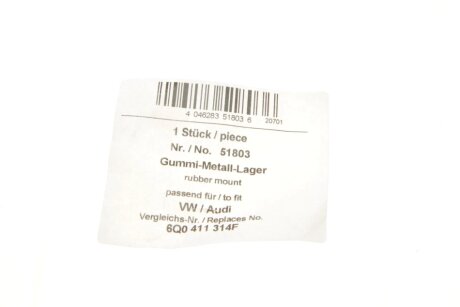 4 046283 51803 6 20701
1 Stück / piece
Nr. / No. 51803
Gummi-Metall-Lager
rubber mount
passend für / to fit
VW / Audi
Vergleichs-Nr. / Replaces No.
6Q0 411 314F